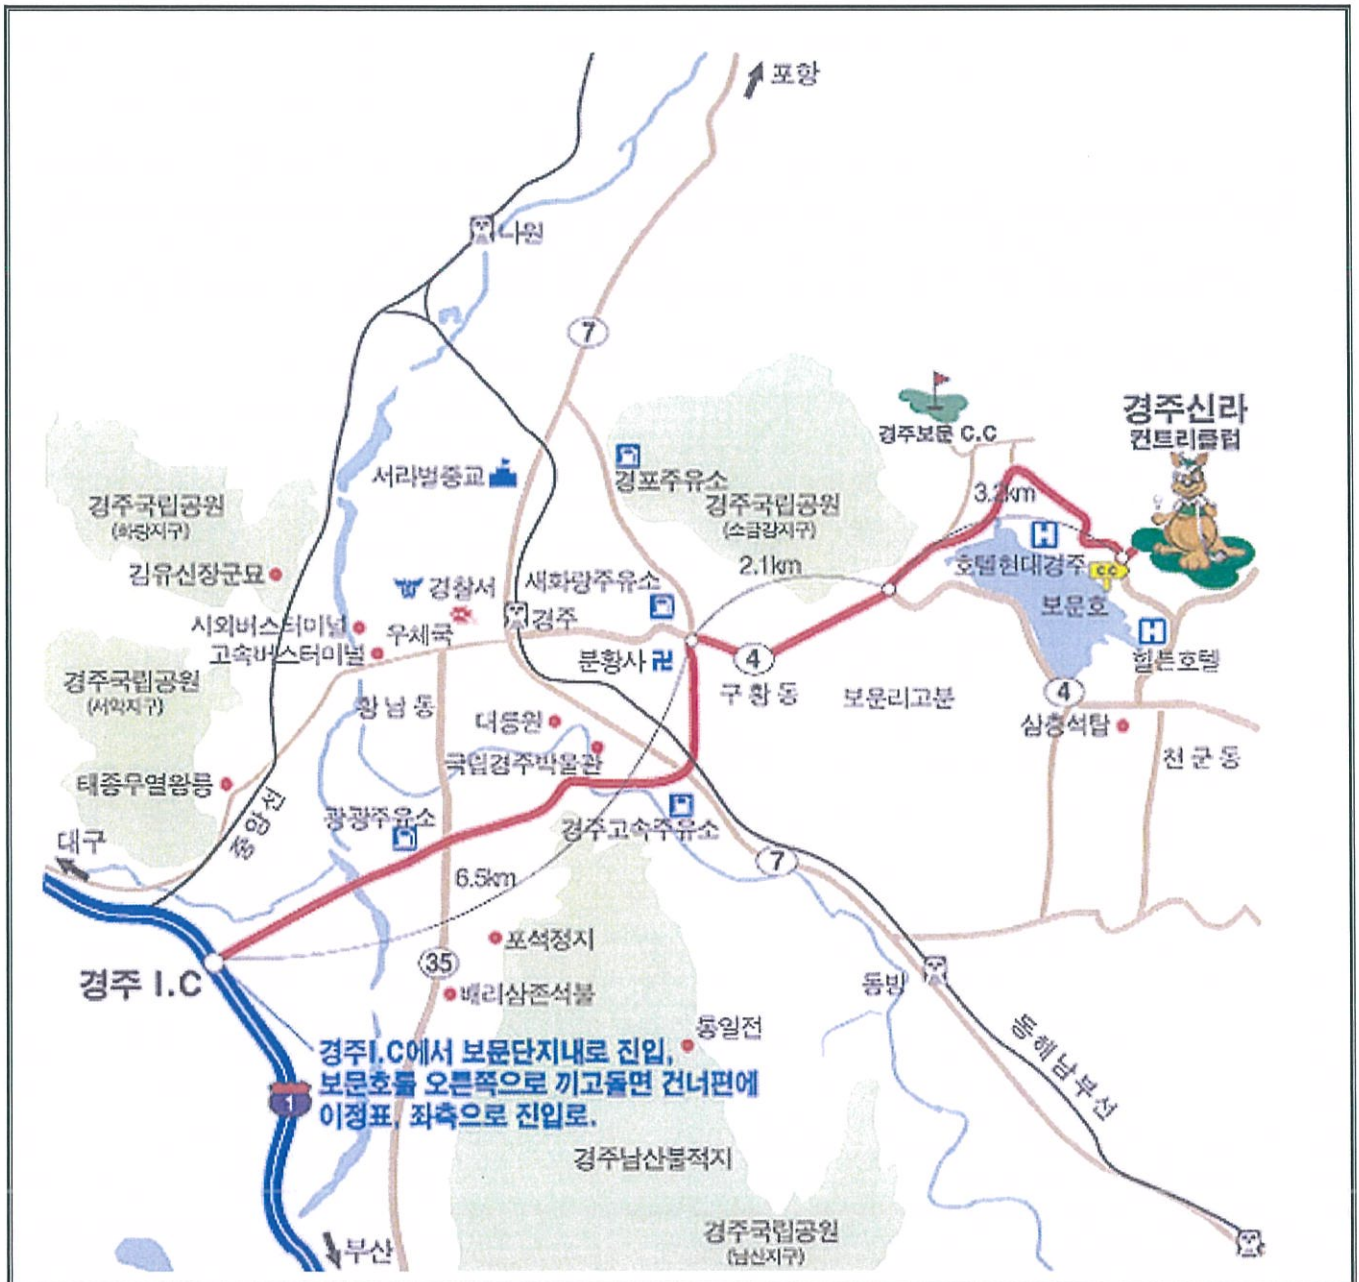 포항
나원
7
경주신라
컨트리클럽
경주보문 C.C
서라벌중교
경포주유소
3.2km
경주국립공원
(화랑지구)
경주국립공원
(소금강지구)
호텔현대경주
CC
2.1km
김유신장군묘
경찰서
새화랑주유소
보문호
시외버스터미널
우체국
경주
고속버스터미널
분황사
4
힐튼호텔
경주국립공원
(서악지구)
황남동
구황동
보문리고분
4
대릉원
삼층석탑
국립경주박물관
천군동
태종무열왕릉
중앙선
대구
경주고속주유소
7
6.5km
포석정지
35
경주 I.C
배리삼존석불
동방
통일전
동해남부선
경주I.C에서 보문단지내로 진입,
보문호를 오른쪽으로 끼고돌면 건너편에
이정표, 좌측으로 진입로.
1
경주남산불적지
경주국립공원
(남산지구)
부산